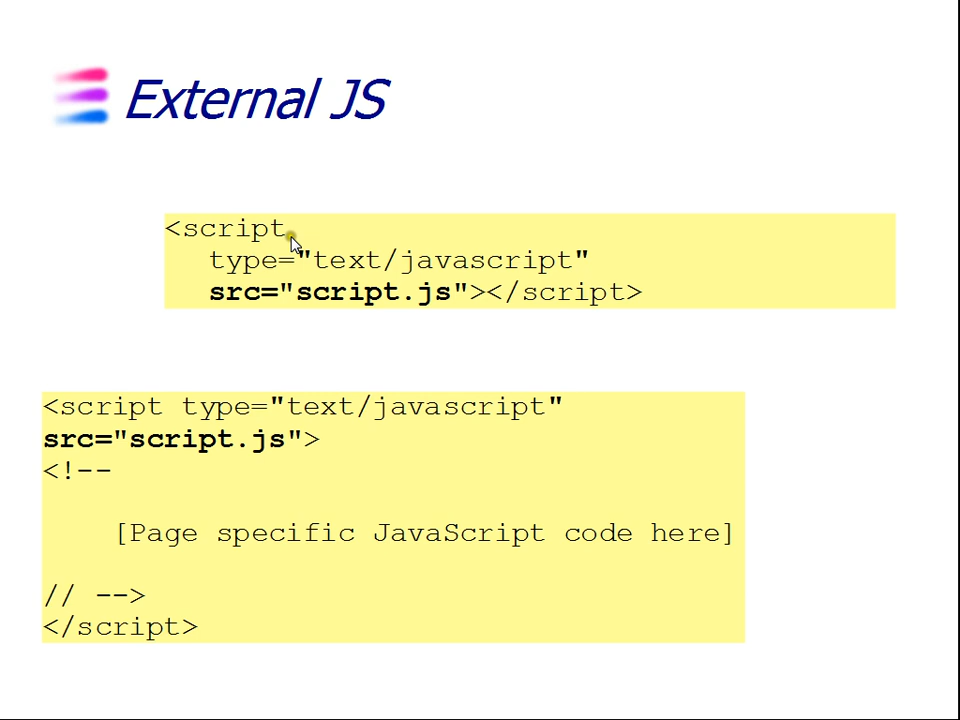 External JS
<script
type="text/javascript"
src="script.js"></script>
<script type="text/javascript"
src="script.js">
<!--
[Page specific JavaScript code here]
// -->
</script>